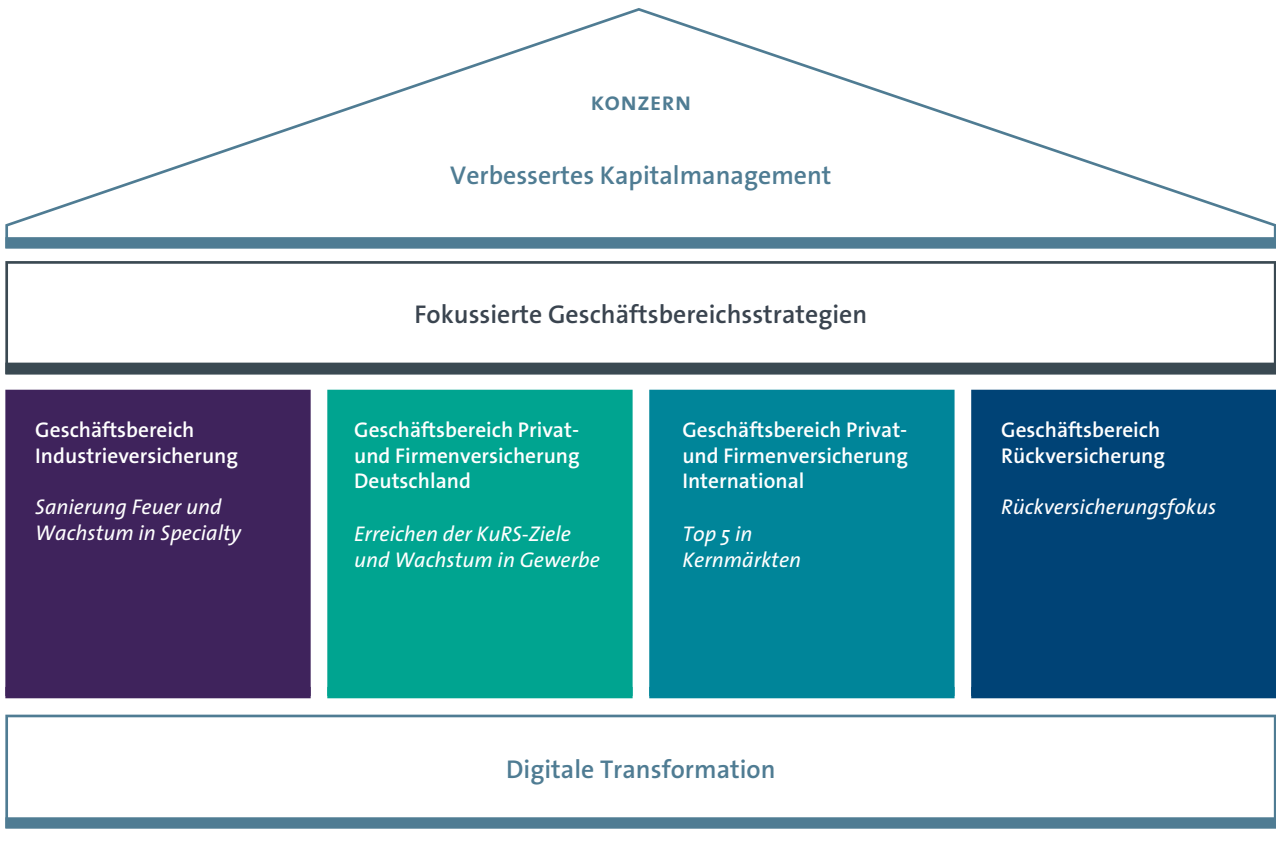 KONZERN
Verbessertes Kapitalmanagement
Fokussierte Geschäftsbereichsstrategien
Geschäftsbereich
Industrieversicherung
Sanierung Feuer und
Wachstum in Specialty
Geschäftsbereich Privat-
und Firmenversicherung
Deutschland
Erreichen der KuRS-Ziele
und Wachstum in Gewerbe
Geschäftsbereich Privat-
und Firmenversicherung
International
Top 5 in
Kernmärkten
Geschäftsbereich
Rückversicherung
Rückversicherungsfokus
Digitale Transformation